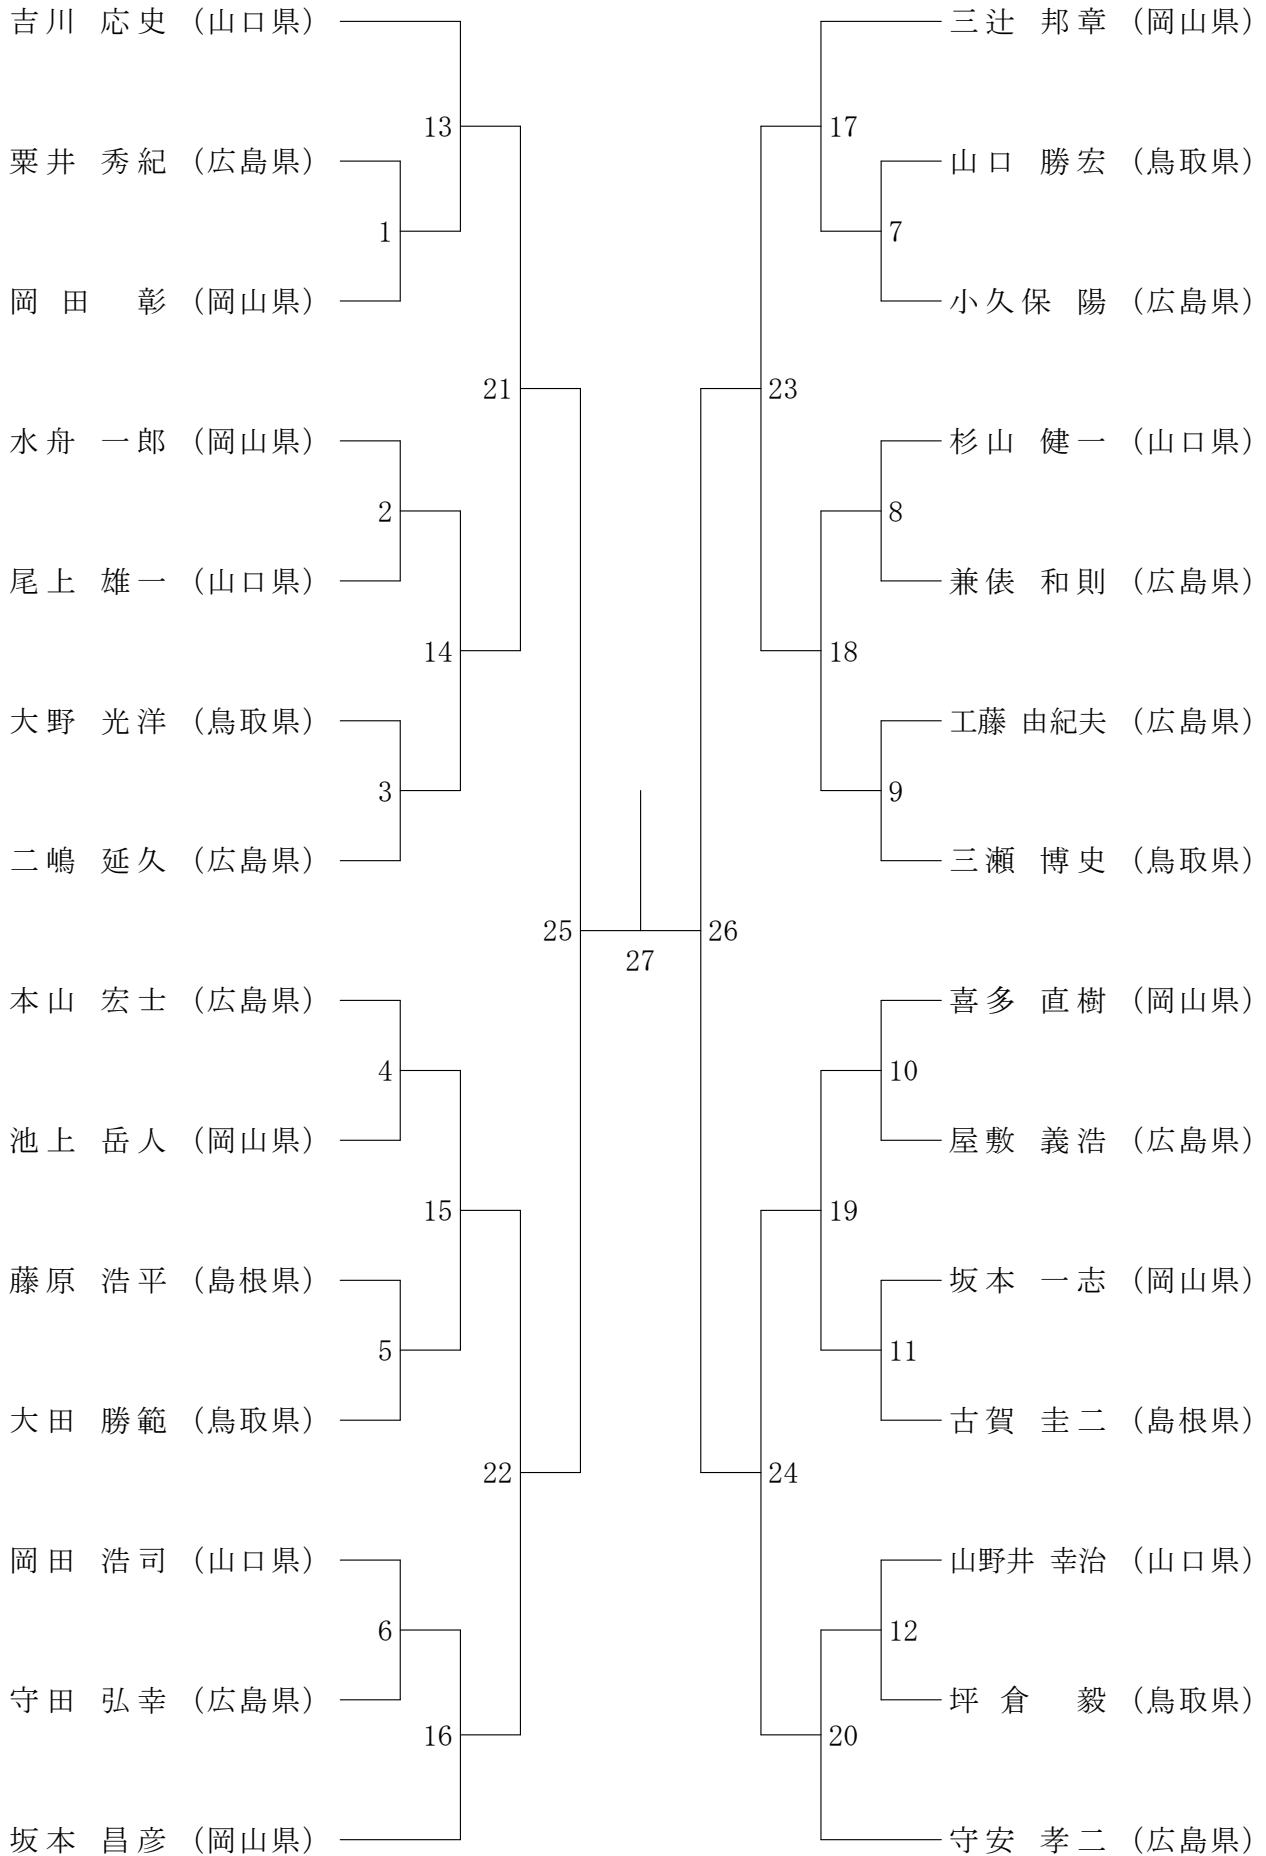 吉川 応史 (山口県)
13
粟井 秀紀 (広島県)
1
岡田 彰 (岡山県)
21
水舟 一郎 (岡山県)
2
尾上 雄一 (山口県)
14
大野 光洋 (鳥取県)
3
二嶋 延久 (広島県)
25
本山 宏士 (広島県)
4
池上 岳人 (岡山県)
15
藤原 浩平 (島根県)
5
大田 勝範 (鳥取県)
22
岡田 浩司 (山口県)
6
守田 弘幸 (広島県)
16
坂本 昌彦 (岡山県)
27
三辻 邦章 (岡山県)
17
山口 勝宏 (鳥取県)
7
小久保 陽 (広島県)
23
杉山 健一 (山口県)
8
兼俵 和則 (広島県)
18
工藤 由紀夫 (広島県)
9
三瀬 博史 (鳥取県)
26
喜多 直樹 (岡山県)
10
屋敷 義浩 (広島県)
19
坂本 一志 (岡山県)
11
古賀 圭二 (島根県)
24
山野井 幸治 (山口県)
12
坪倉 毅 (鳥取県)
20
守安 孝二 (広島県)